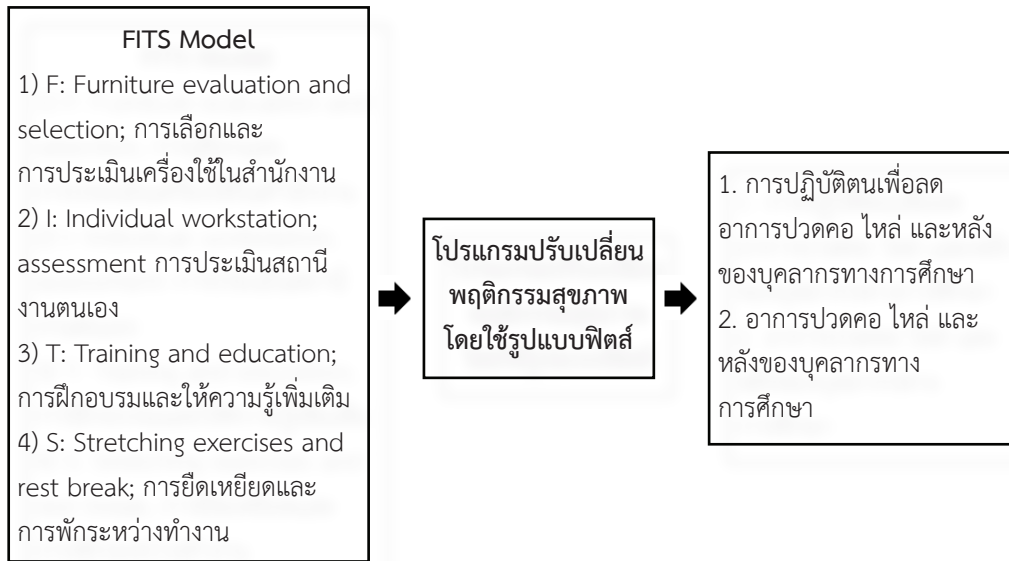 FITS Model
1) F: Furniture evaluation and
selection; การเลือกและ
การประเมินเครื่องใช้ในสำนักงาน
2) I: Individual workstation;
assessment การประเมินสถานี
งานตนเอง
3) T: Training and education;
การฝึกอบรมและให้ความรู้เพิ่มเติม
4) S: Stretching exercises and
rest break; การยืดเหยียดและ
การพักระหว่างทำงาน
โปรแกรมปรับเปลี่ยน
พฤติกรรมสุขภาพ
โดยใช้รูปแบบฟิตส์
1. การปฏิบัติตนเพื่อลด
อาการปวดคอ ไหล่ และหลัง
ของบุคลากรทางการศึกษา
2. อาการปวดคอ ไหล่ และ
หลังของบุคลากรทาง
การศึกษา